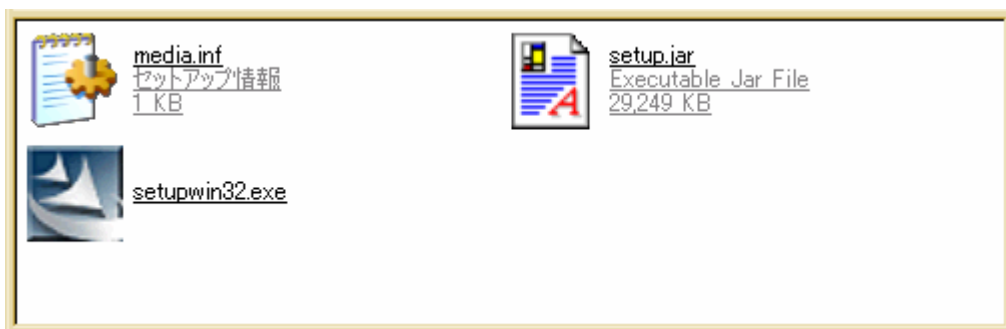 media.inf
セットアップ情報
1 KB
setup.jar
Executable Jar File
29,249 KB
setupwin32.exe